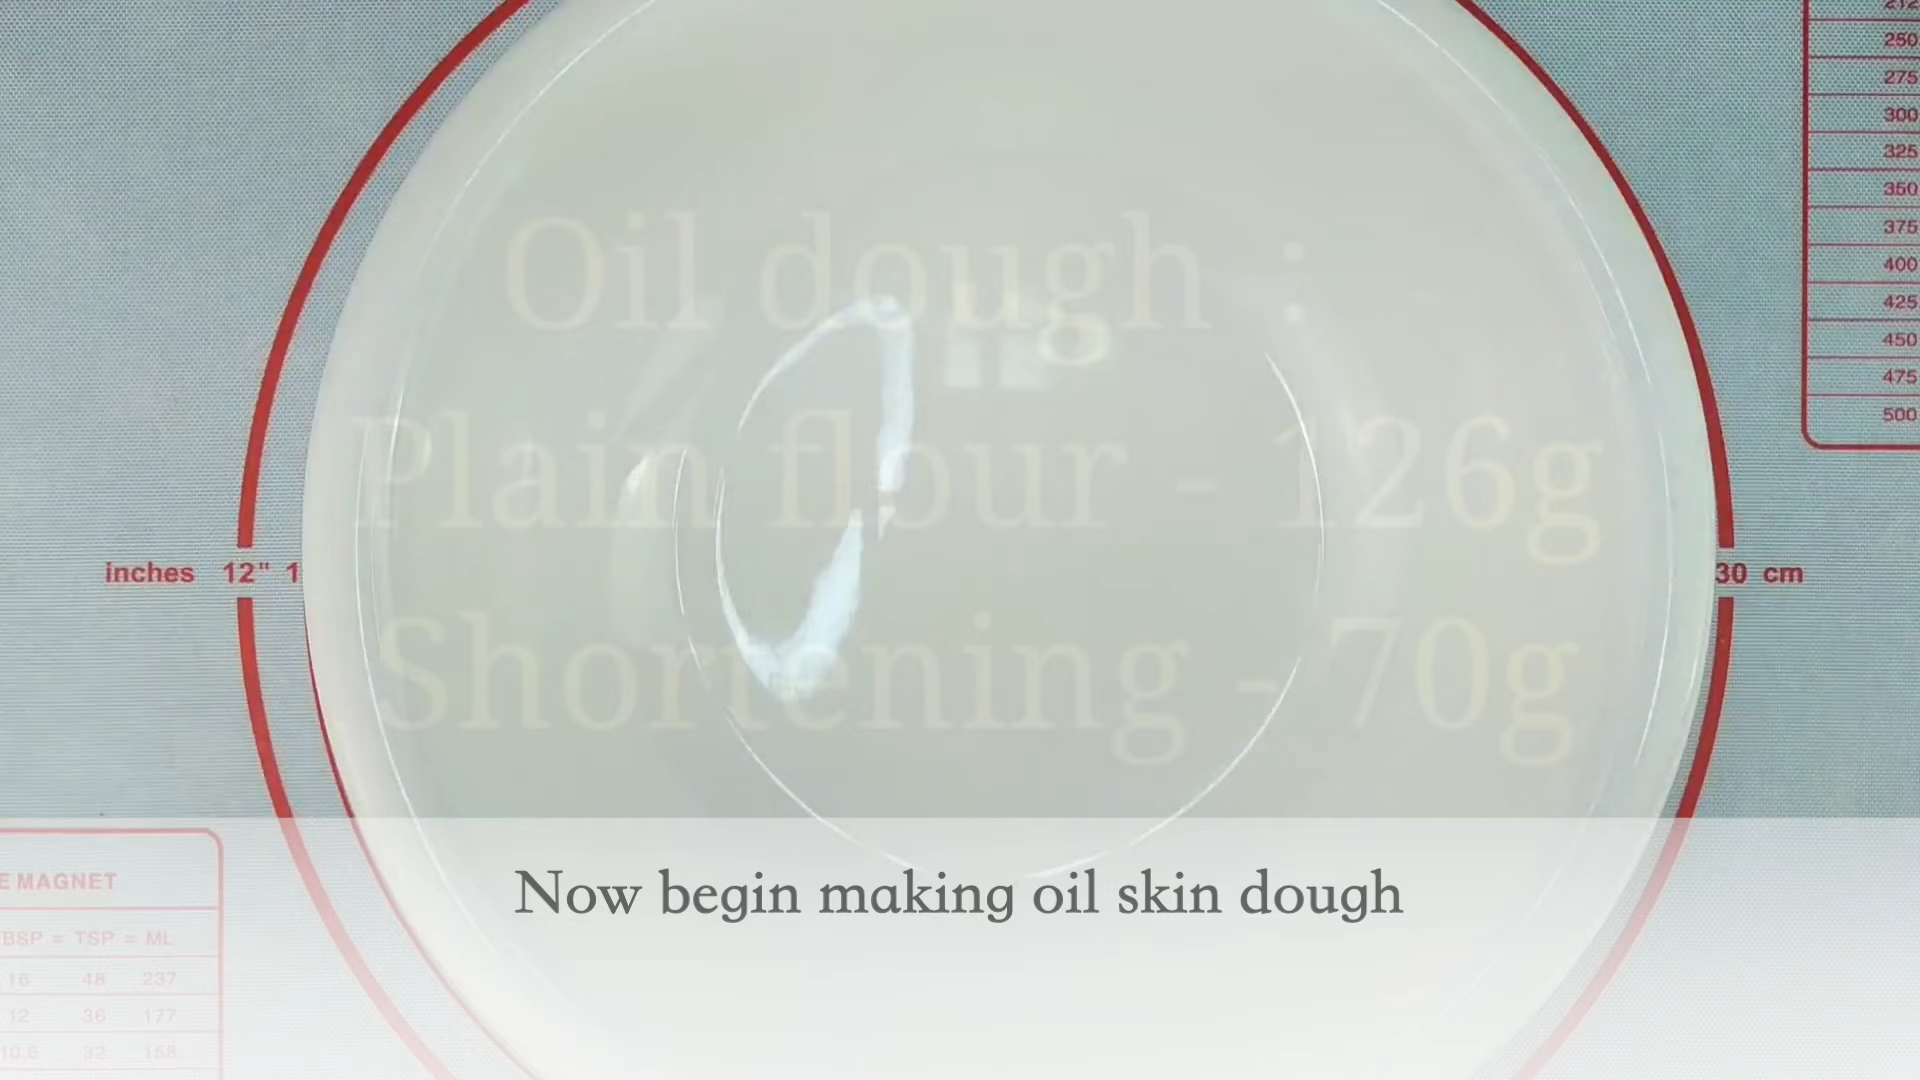 212
250
275
300
325
350
375
400
425
450
475
500
Oil dough :
Plain flour - 126g
Shortening - 70g
inches 12" 1
30 cm
E MAGNET
BSP = TSP = ML
16 48 237
12 36 177
10.6 32 158
Now begin making oil skin dough